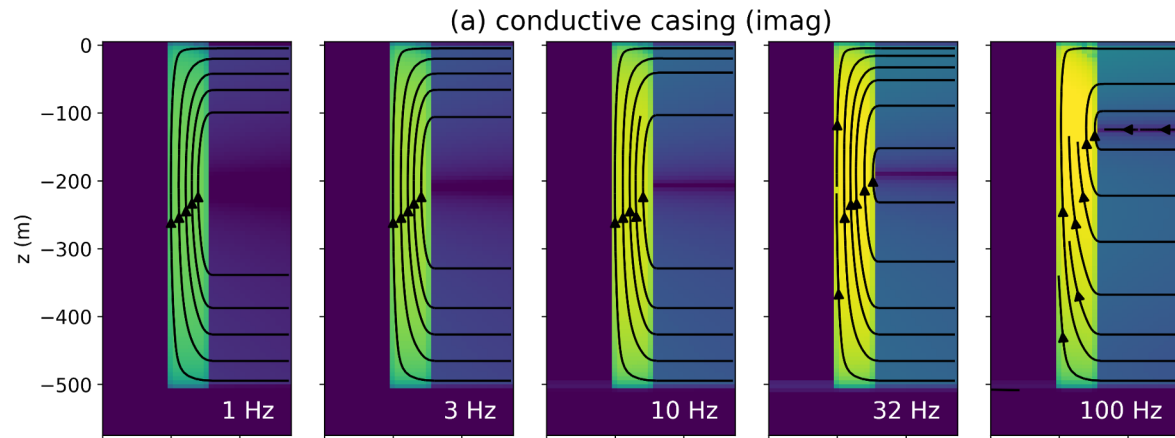 (a) conductive casing (imag)
0
−100
−200
−300
−400
−500
z (m)
1 Hz
3 Hz
10 Hz
32 Hz
100 Hz